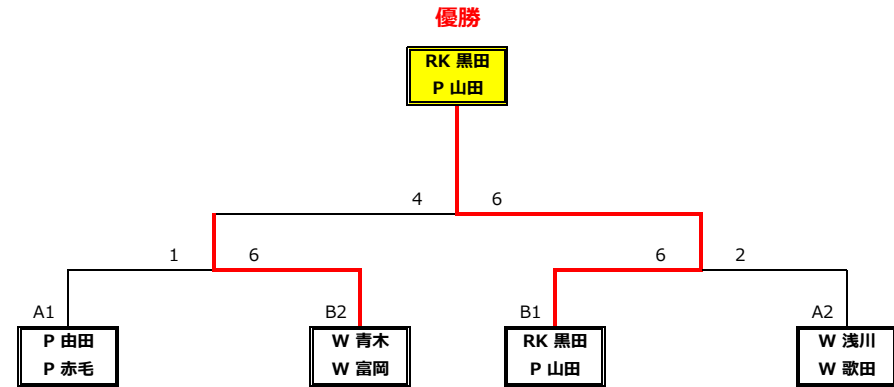 優勝
RK 黒田
P 山田
4 6
1 6 6 2
A1 B2 B1 A2
P 由田 W 青木 RK 黒田 W 浅川
P 赤毛 W 富岡 P 山田 W 歌田